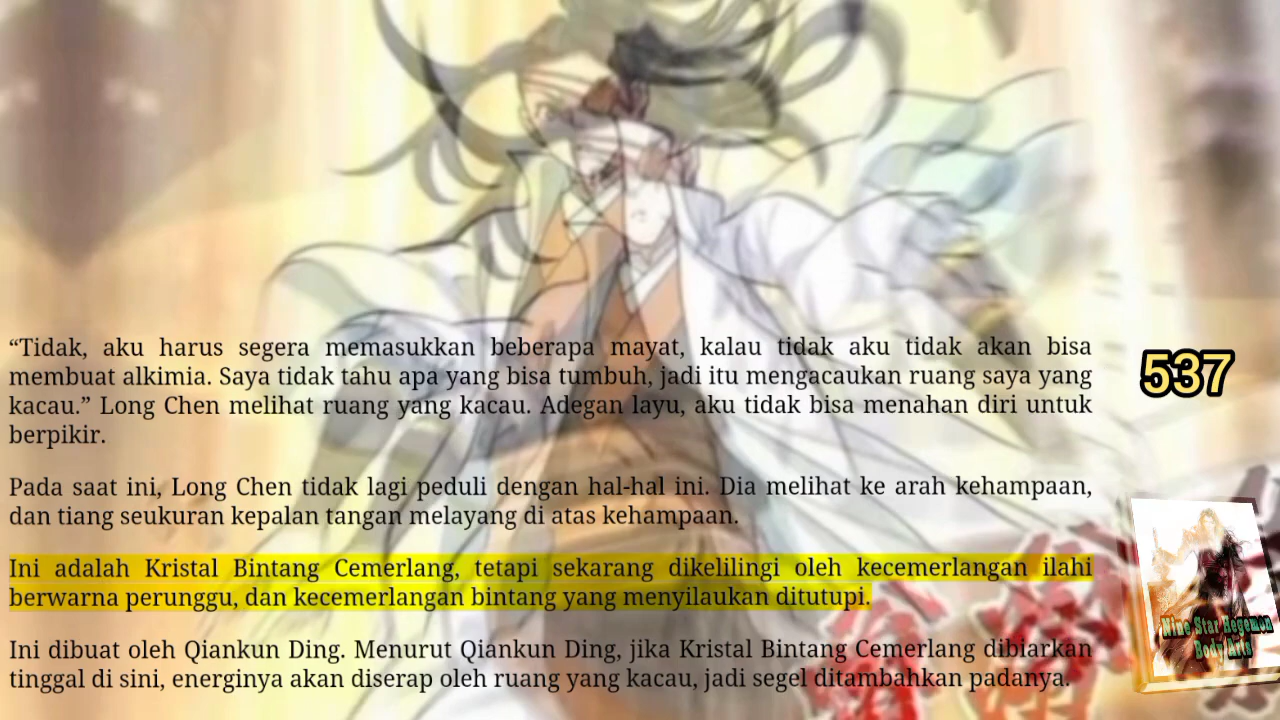 “Tidak, aku harus segera memasukkan beberapa mayat, kalau tidak aku tidak akan bisa
membuat alkimia. Saya tidak tahu apa yang bisa tumbuh, jadi itu mengacaukan ruang saya yang
kacau.” Long Chen melihat ruang yang kacau. Adegan layu, aku tidak bisa menahan diri untuk
berpikir.
Pada saat ini, Long Chen tidak lagi peduli dengan hal-hal ini. Dia melihat ke arah kehampaan,
dan tiang seukuran kepalan tangan melayang di atas kehampaan.
Ini adalah Kristal Bintang Cemerlang, tetapi sekarang dikelilingi oleh kecemerlangan ilahi
berwarna perunggu, dan kecemerlangan bintang yang menyilaukan ditutupi.
Ini dibuat oleh Qiankun Ding. Menurut Qiankun Ding, jika Kristal Bintang Cemerlang dibiarkan
tinggal di sini, energinya akan diserap oleh ruang yang kacau, jadi segel ditambahkan padanya.
537
Nine Star Hegemon
Body Arts